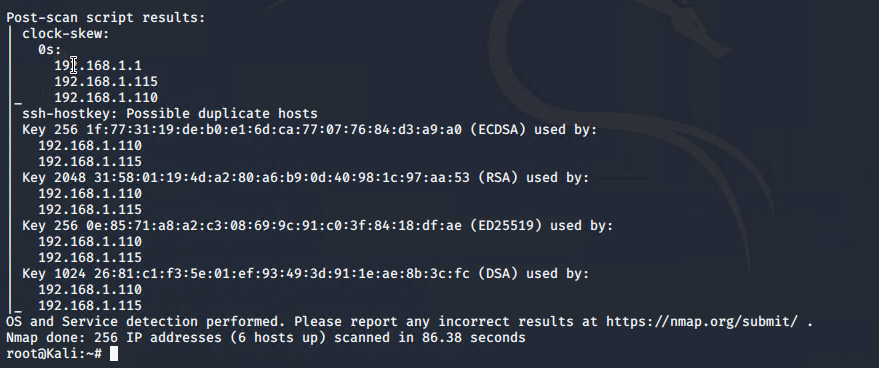 Post-scan script results:
| clock-skew:
|   0s:
|     192.168.1.1
|     192.168.1.115
|_    192.168.1.110
| ssh-hostkey: Possible duplicate hosts
| Key 256 1f:77:31:19:de:b0:e1:6d:ca:77:07:76:84:d3:a9:a0 (ECDSA) used by:
|   192.168.1.110
|   192.168.1.115
| Key 2048 31:58:01:19:4d:a2:80:a6:b9:0d:40:98:1c:97:aa:53 (RSA) used by:
|   192.168.1.110
|   192.168.1.115
| Key 256 0e:85:71:a8:a2:c3:08:69:9c:91:c0:3f:84:18:df:ae (ED25519) used by:
|   192.168.1.110
|   192.168.1.115
| Key 1024 26:81:c1:f3:5e:01:ef:93:49:3d:91:1e:ae:8b:3c:fc (DSA) used by:
|   192.168.1.110
|_  192.168.1.115
OS and Service detection performed. Please report any incorrect results at https://nmap.org/submit/ .
Nmap done: 256 IP addresses (6 hosts up) scanned in 86.38 seconds
root@Kali:~#